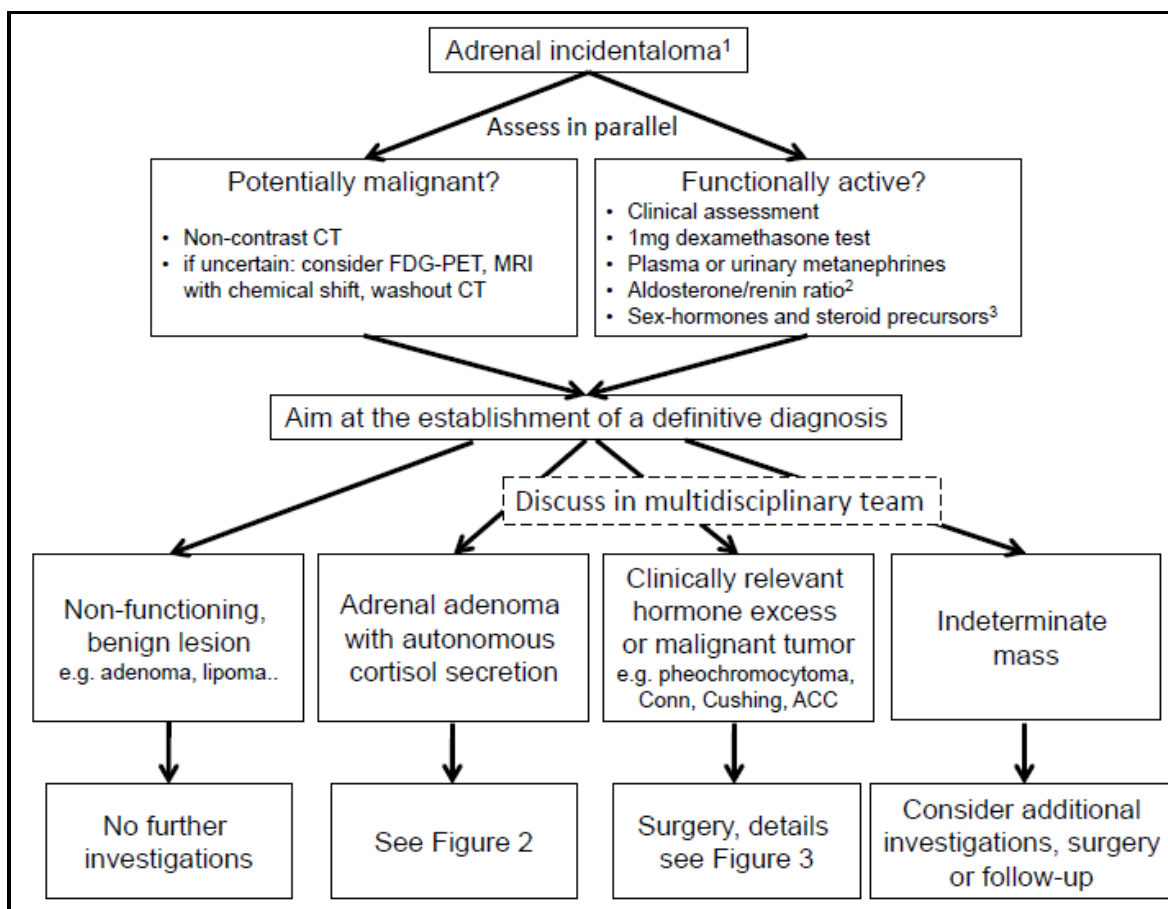 Adrenal incidentaloma¹
Assess in parallel
Potentially malignant?
• Non-contrast CT
• if uncertain: consider FDG-PET, MRI
with chemical shift, washout CT
Functionally active?
• Clinical assessment
• 1mg dexamethasone test
• Plasma or urinary metanephrines
• Aldosterone/renin ratio²
• Sex-hormones and steroid precursors³
Aim at the establishment of a definitive diagnosis
Discuss in multidisciplinary team
Non-functioning,
benign lesion
e.g. adenoma, lipoma..
Adrenal adenoma
with autonomous
cortisol secretion
Clinically relevant
hormone excess
or malignant tumor
e.g. pheochromocytoma,
Conn, Cushing, ACC
Indeterminate
mass
No further
investigations
See Figure 2
Surgery, details
see Figure 3
Consider additional
investigations, surgery
or follow-up